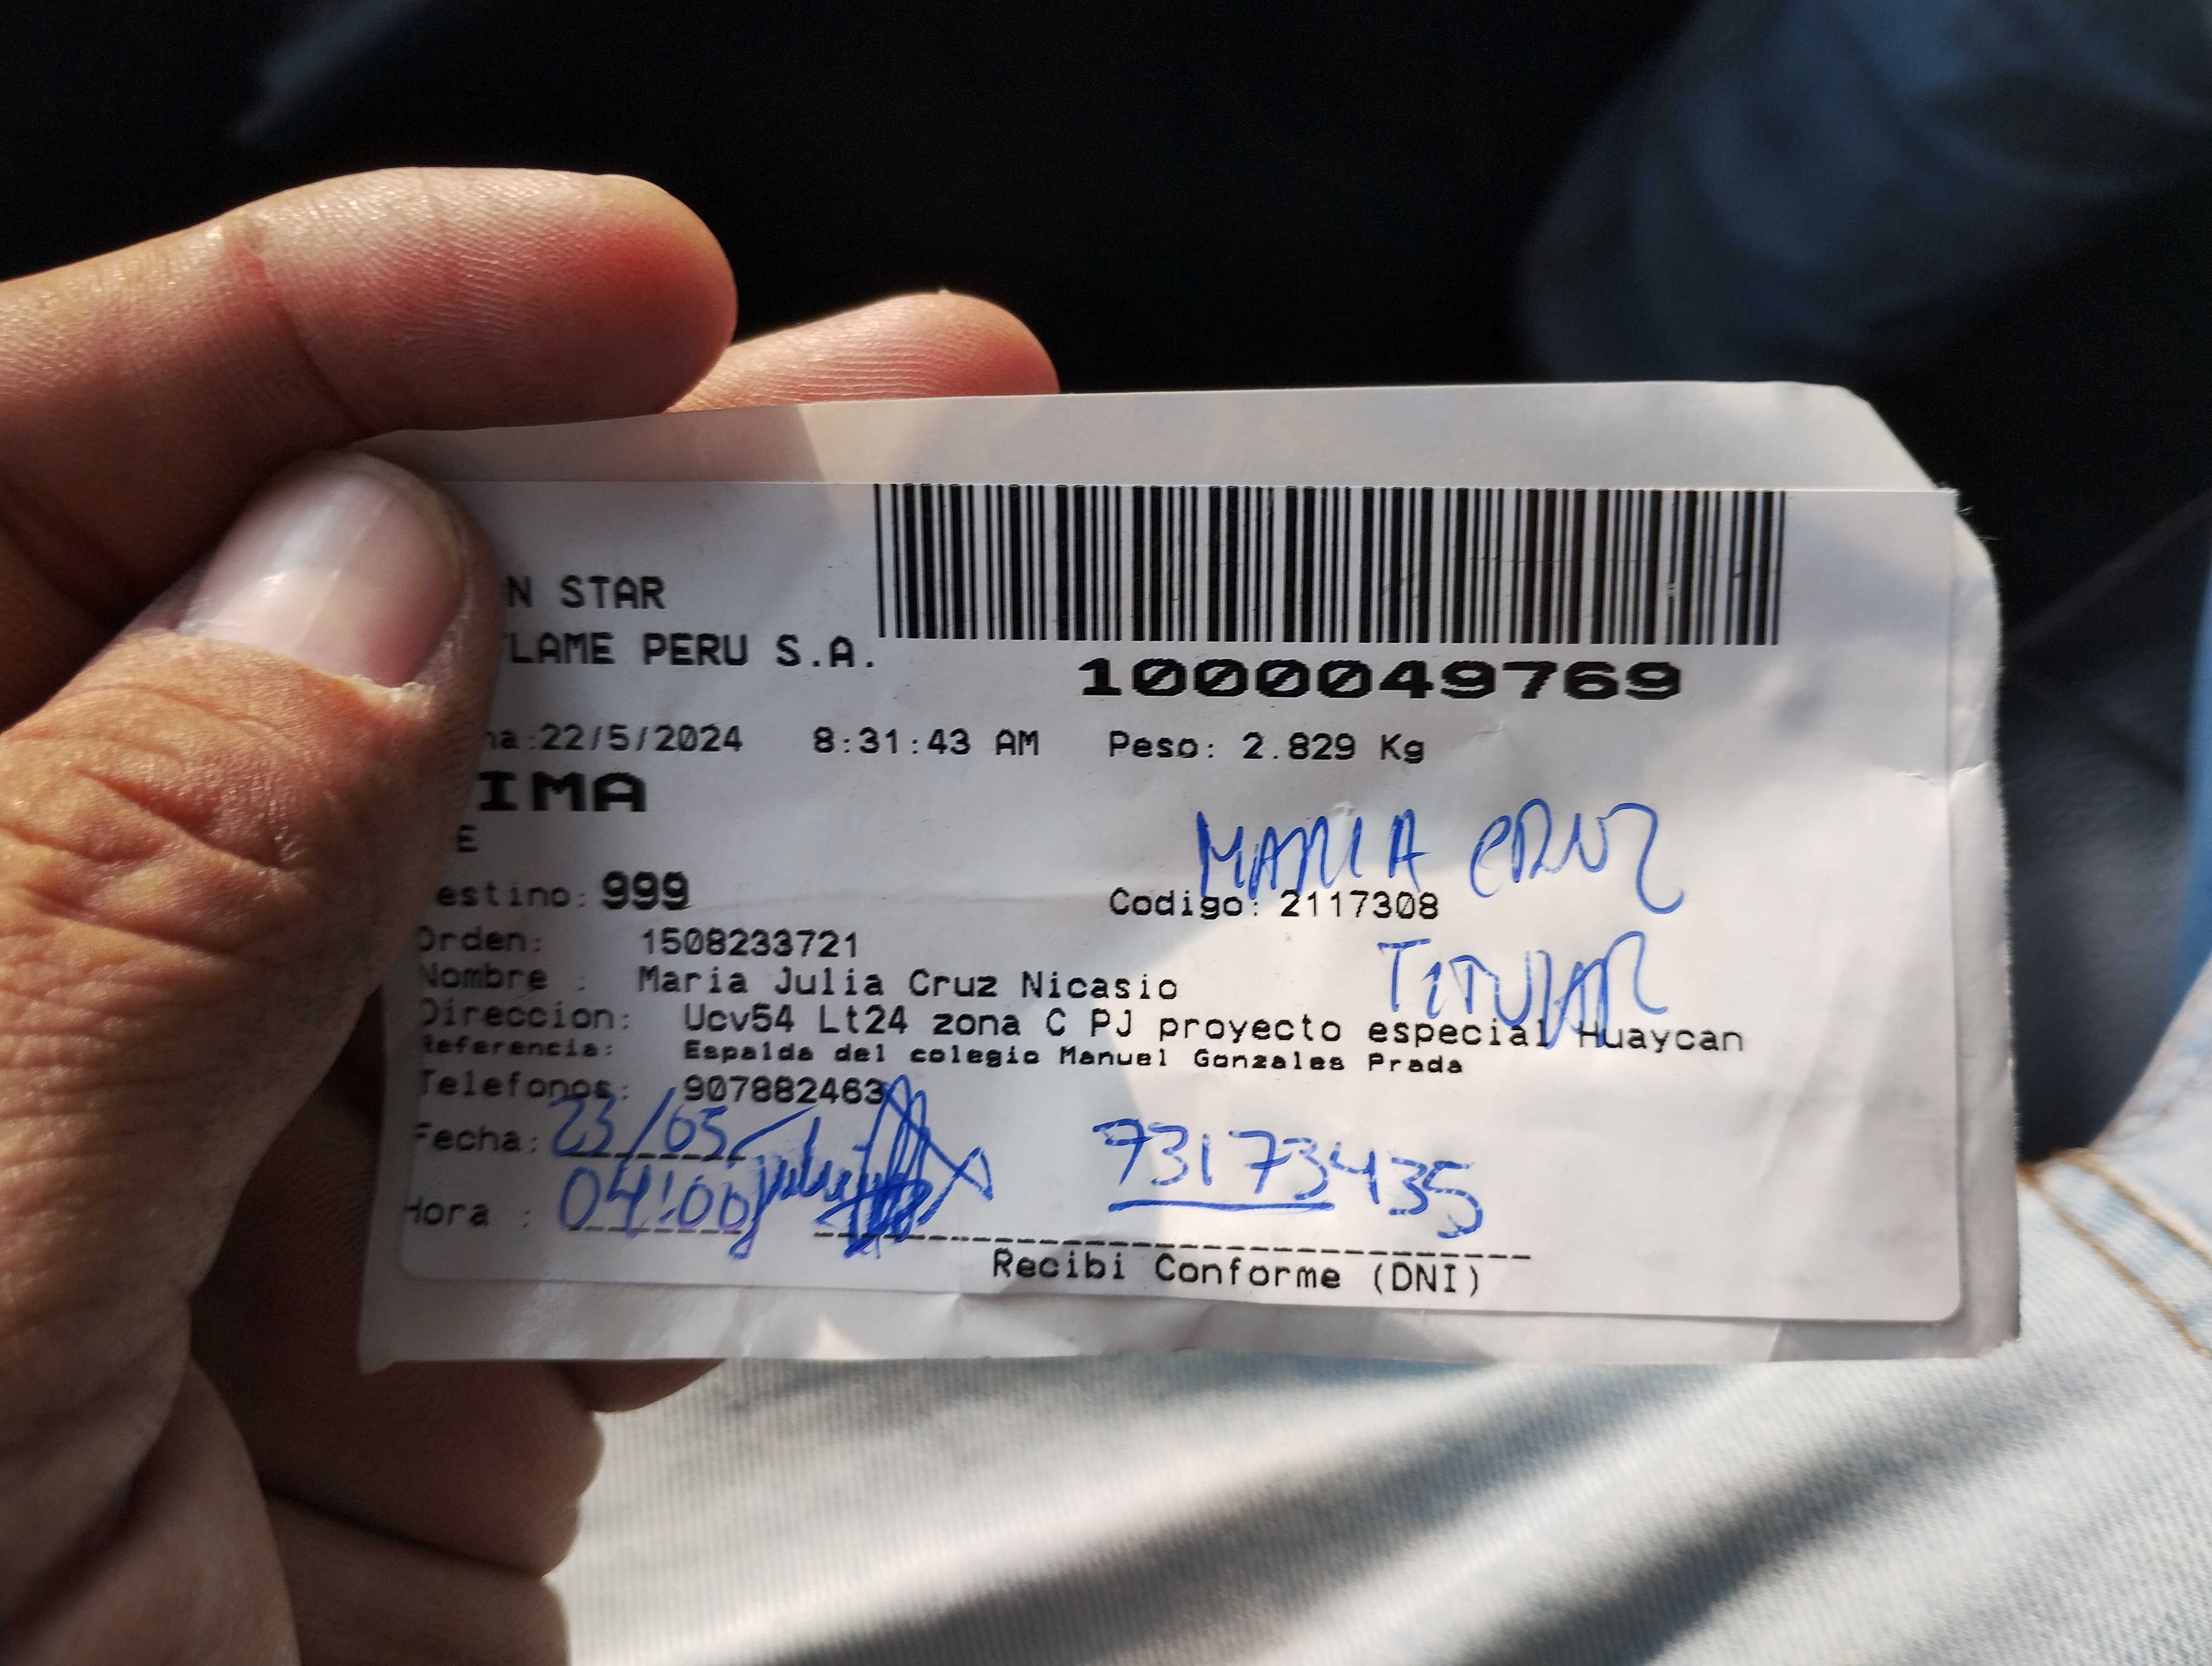 N STAR
LAME PERU S.A.
1000049769
a:22/5/2024 8:31:43 AM Peso: 2.829 Kg
IMA
E
MARIA CRUZ
estino: 999
Codigo: 2117308
Orden: 1508233721
TITULAR
Nombre : Maria Julia Cruz Nicasio
Direccion: Ucv54 Lt24 zona C PJ proyecto especial Huaycan
Referencia: Espalda del colegio Manuel Gonzales Prada
Telefonos: 907882463
Fecha: 23/05
73173435
Hora : 04:00
Recibi Conforme (DNI)